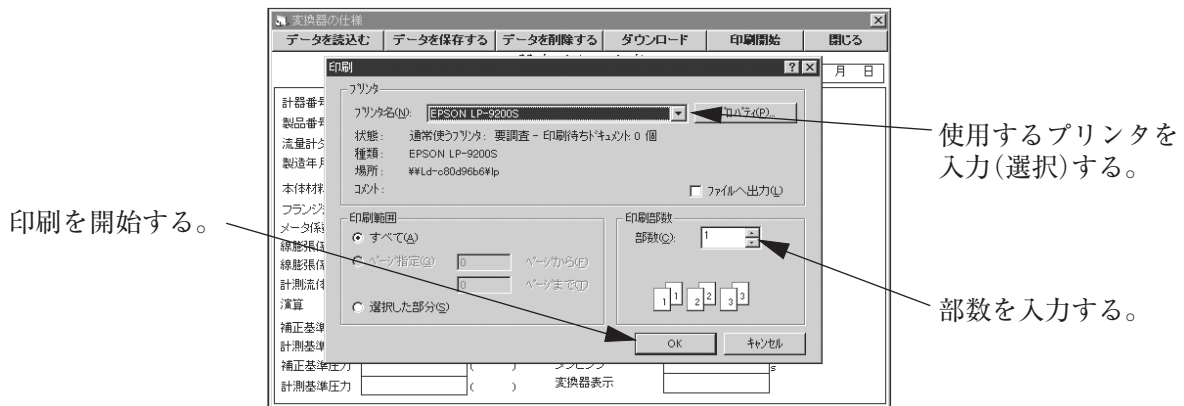 変換器の仕様
データを読込む データを保存する データを削除する ダウンロード 印刷開始 閉じる
月 日
印刷
プリンタ
プリンタ名(N): EPSON LP-9200S プロパティ(P)...
状態: 通常使うプリンタ: 要調査 - 印刷待ちドキュメント: 0 個
種類: EPSON LP-9200S
場所: ¥¥Ld-c80d96b6¥lp
コメント:
ファイルへ出力(L)
印刷範囲
すべて(A)
ページ指定(G) 0 ページから(F)
0 ページまで(T)
選択した部分(S)
印刷部数
部数(C): 1
1 1 2 2 3 3
OK キャンセル
計器番号
製品番号
流量計タ
製造年月
本体材料
フランジ
メータ係
線膨張係
線膨張係
計測流体
演算
補正基準
計測基準
補正基準圧力 ( ) s
計測基準圧力 ( ) 変換器表示
使用するプリンタを
入力(選択)する。
印刷を開始する。
部数を入力する。